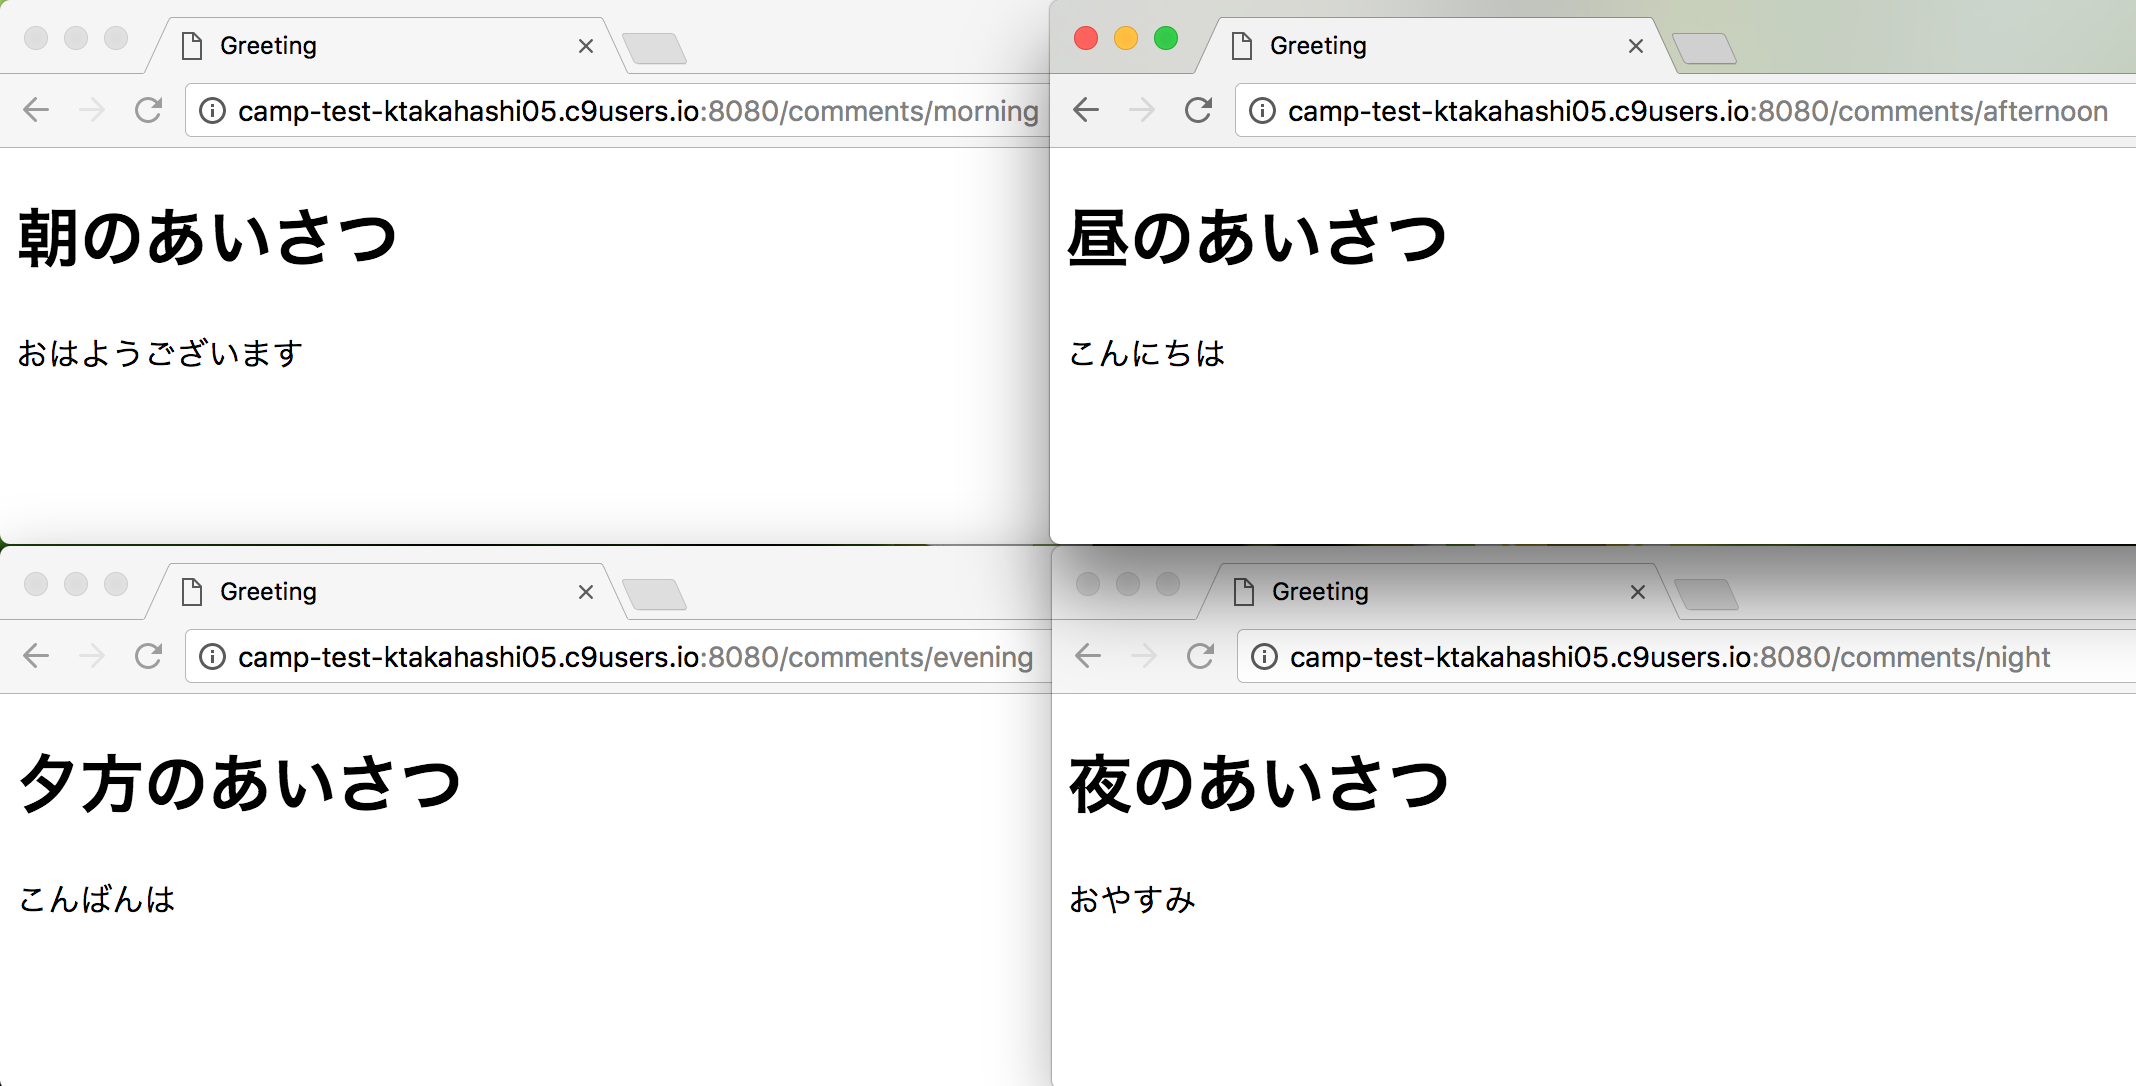 Greeting
camp-test-ktakahashi05.c9users.io:8080/comments/morning
朝のあいさつ
おはようございます
Greeting
camp-test-ktakahashi05.c9users.io:8080/comments/afternoon
昼のあいさつ
こんにちは
Greeting
camp-test-ktakahashi05.c9users.io:8080/comments/evening
夕方のあいさつ
こんばんは
Greeting
camp-test-ktakahashi05.c9users.io:8080/comments/night
夜のあいさつ
おやすみ